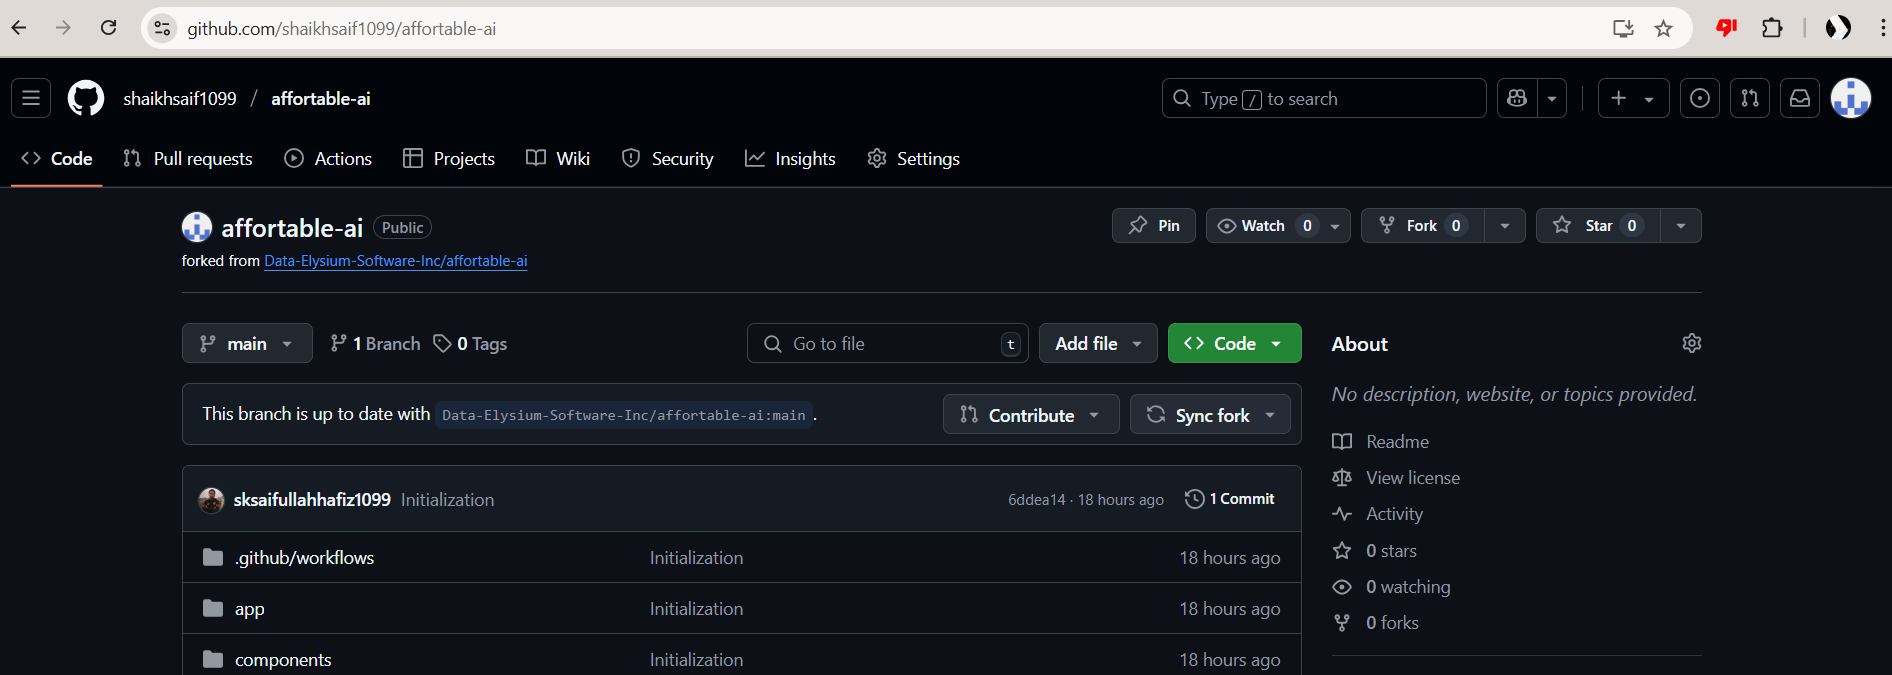 github.com/shaikhsaif1099/affortable-ai
shaikhsaif1099 / affortable-ai
Type / to search
Code Pull requests Actions Projects Wiki Security Insights Settings
affortable-ai Public
Pin Watch 0 Fork 0 Star 0
forked from Data-Elysium-Software-Inc/affortable-ai
main 1 Branch 0 Tags
Go to file t Add file Code
This branch is up to date with Data-Elysium-Software-Inc/affortable-ai:main .
Contribute Sync fork
sksaifullahhafiz1099 Initialization 6ddea14 · 18 hours ago 1 Commit
.github/workflows Initialization 18 hours ago
app Initialization 18 hours ago
components Initialization 18 hours ago
About
No description, website, or topics provided.
Readme
View license
Activity
0 stars
0 watching
0 forks